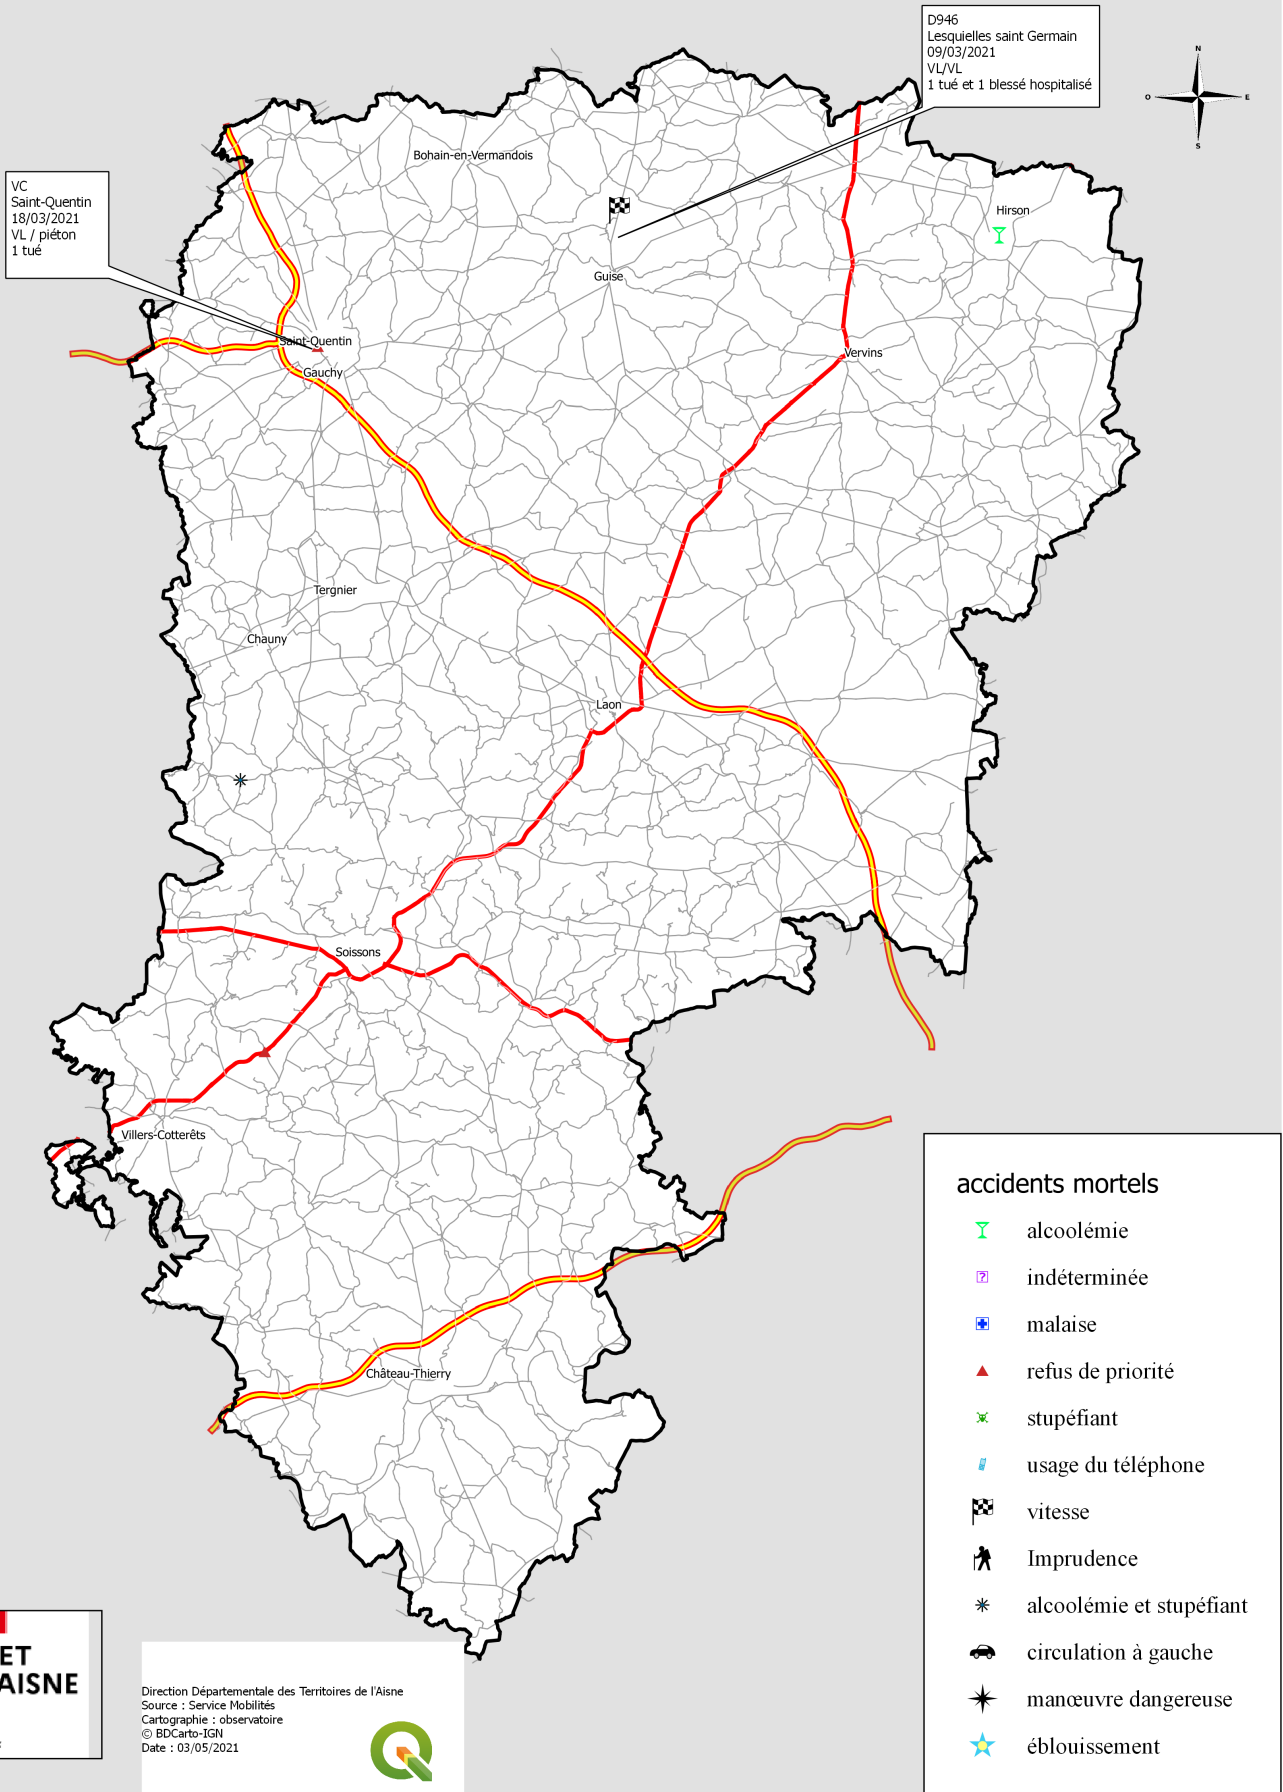 D946
Lesquielles saint Germain
09/03/2021
VL/VL
1 tué et 1 blessé hospitalisé
N
O
E
S
VC
Saint-Quentin
18/03/2021
VL / piéton
1 tué
Bohain-en-Vermandois
Hirson
Guise
Saint-Quentin
Vervins
Gauchy
Tergnier
Chauny
Laon
Soissons
Villers-Cotterêts
Château-Thierry
accidents mortels
alcoolémie
? indéterminée
malaise
refus de priorité
stupéfiant
usage du téléphone
vitesse
Imprudence
alcoolémie et stupéfiant
circulation à gauche
manœuvre dangereuse
éblouissement
ET
AISNE
Direction Départementale des Territoires de l'Aisne
Source : Service Mobilités
Cartographie : observatoire
© BDCarto-IGN
Date : 03/05/2021